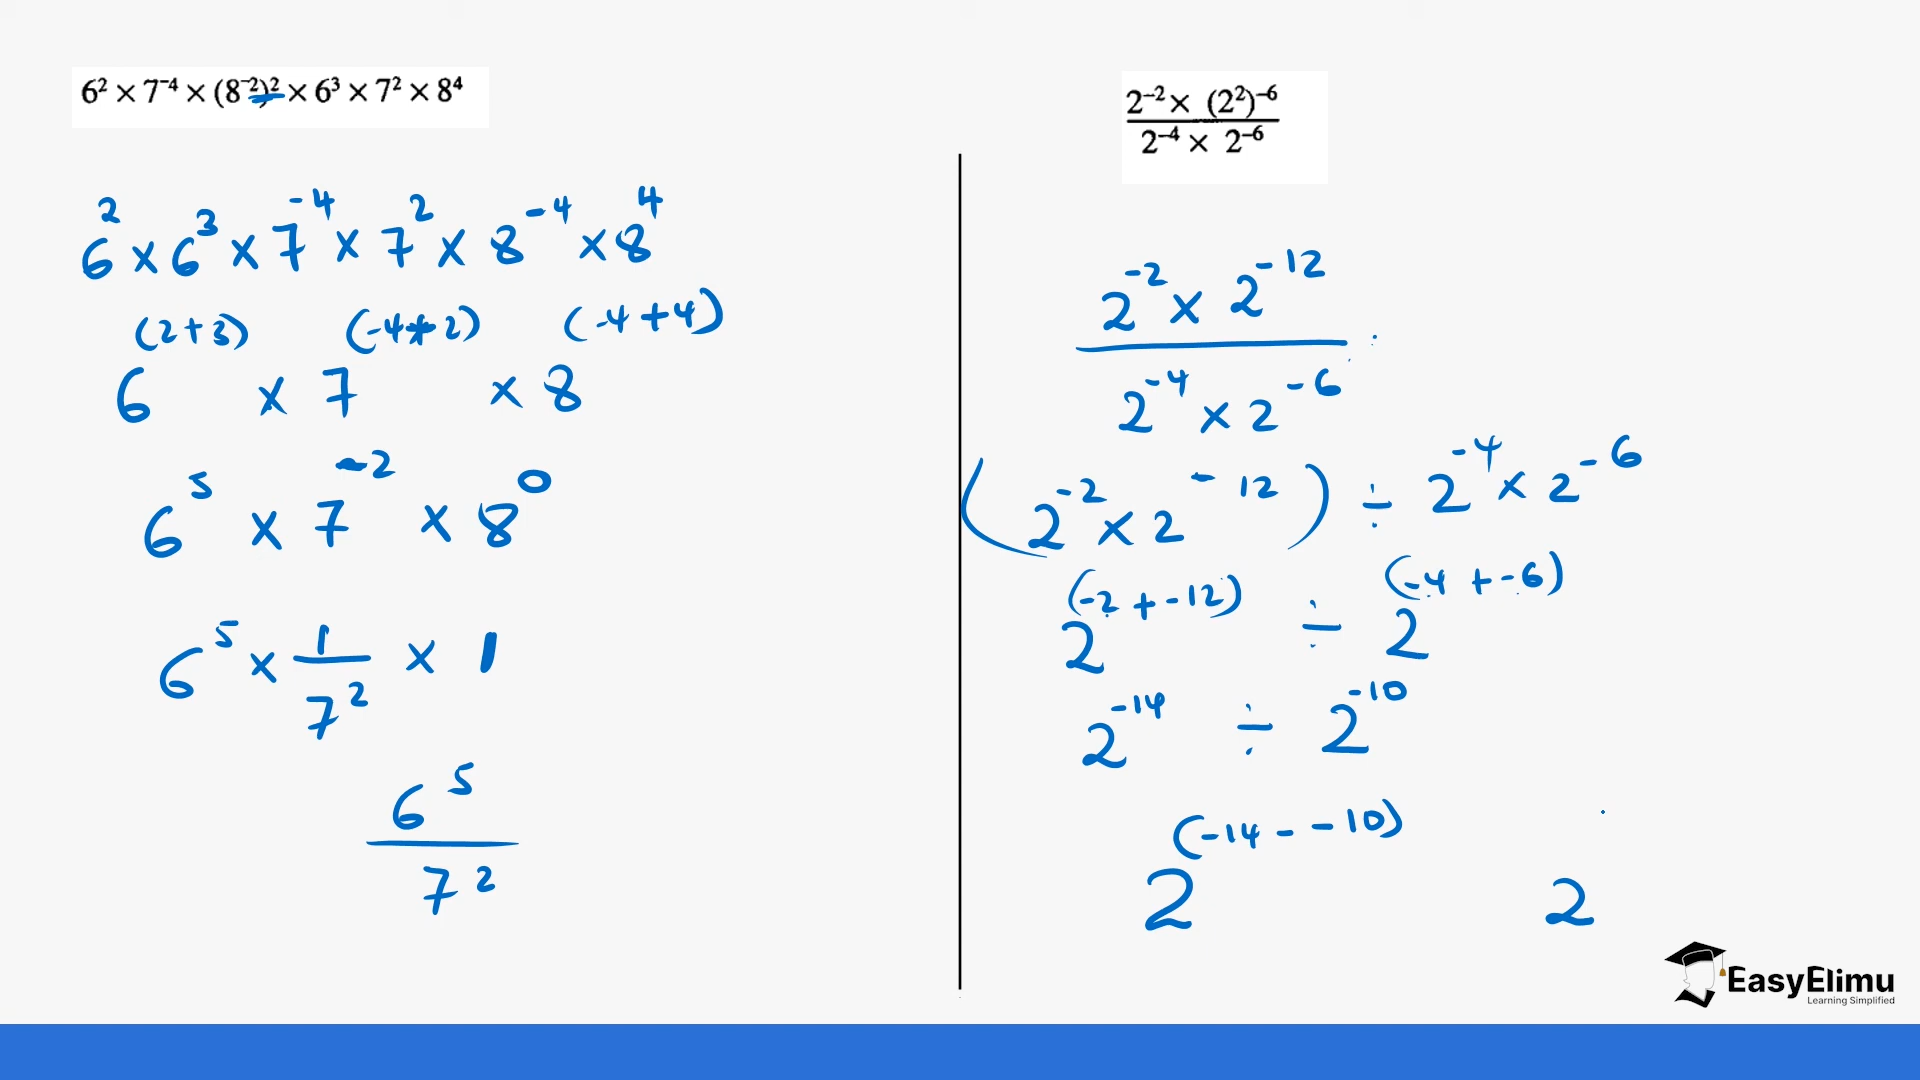 6² × 7⁻⁴ × (8⁻²)² × 6³ × 7² × 8⁴
6² × 6³ × 7⁻⁴ × 7² × 8⁻⁴ × 8⁴
(2+3) (-4+2) (-4+4)
6 × 7 × 8
6⁵ × 7⁻² × 8⁰
6⁵ × 1/7² × 1
6⁵
7²
2⁻² × (2²)⁻⁶
2⁻⁴ × 2⁻⁶
2⁻² × 2⁻¹²
2⁻⁴ × 2⁻⁶
(2⁻² × 2⁻¹²) ÷ 2⁻⁴ × 2⁻⁶
(-2 + -12) (-4 + -6)
2 ÷ 2
2⁻¹⁴ ÷ 2⁻¹⁰
(-14 - -10)
2 2
EasyElimu
Learning Simplified